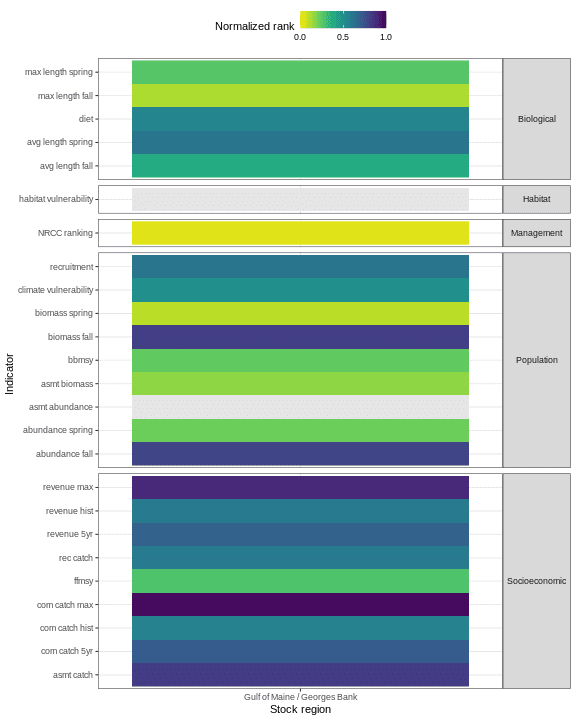 Normalized rank
0.0 0.5 1.0
max length spring
max length fall
diet
avg length spring
avg length fall
Biological
habitat vulnerability
Habitat
NRCC ranking
Management
recruitment
climate vulnerability
biomass spring
biomass fall
bbmsy
asmt biomass
asmt abundance
abundance spring
abundance fall
Population
revenue max
revenue hist
revenue 5yr
rec catch
ffmsy
com catch max
com catch hist
com catch 5yr
asmt catch
Socioeconomic
Indicator
Gulf of Maine / Georges Bank
Stock region